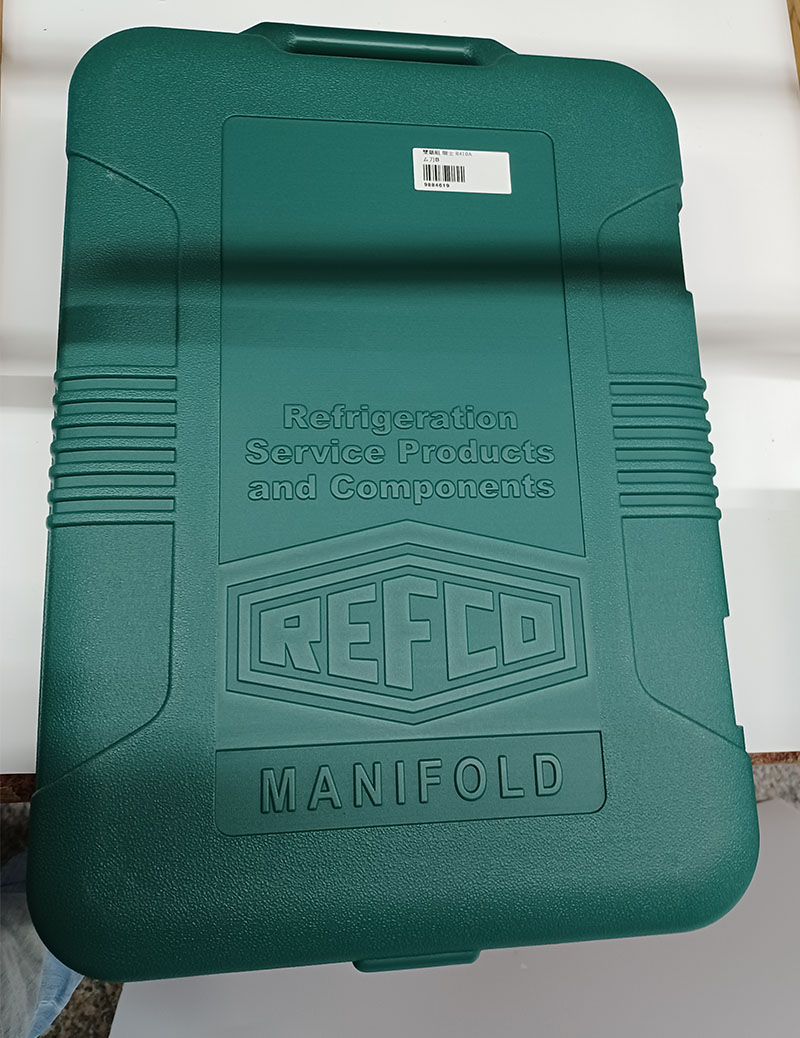 R410A
9884619
Refrigeration
Service Products
and Components
REFCO
MANIFOLD